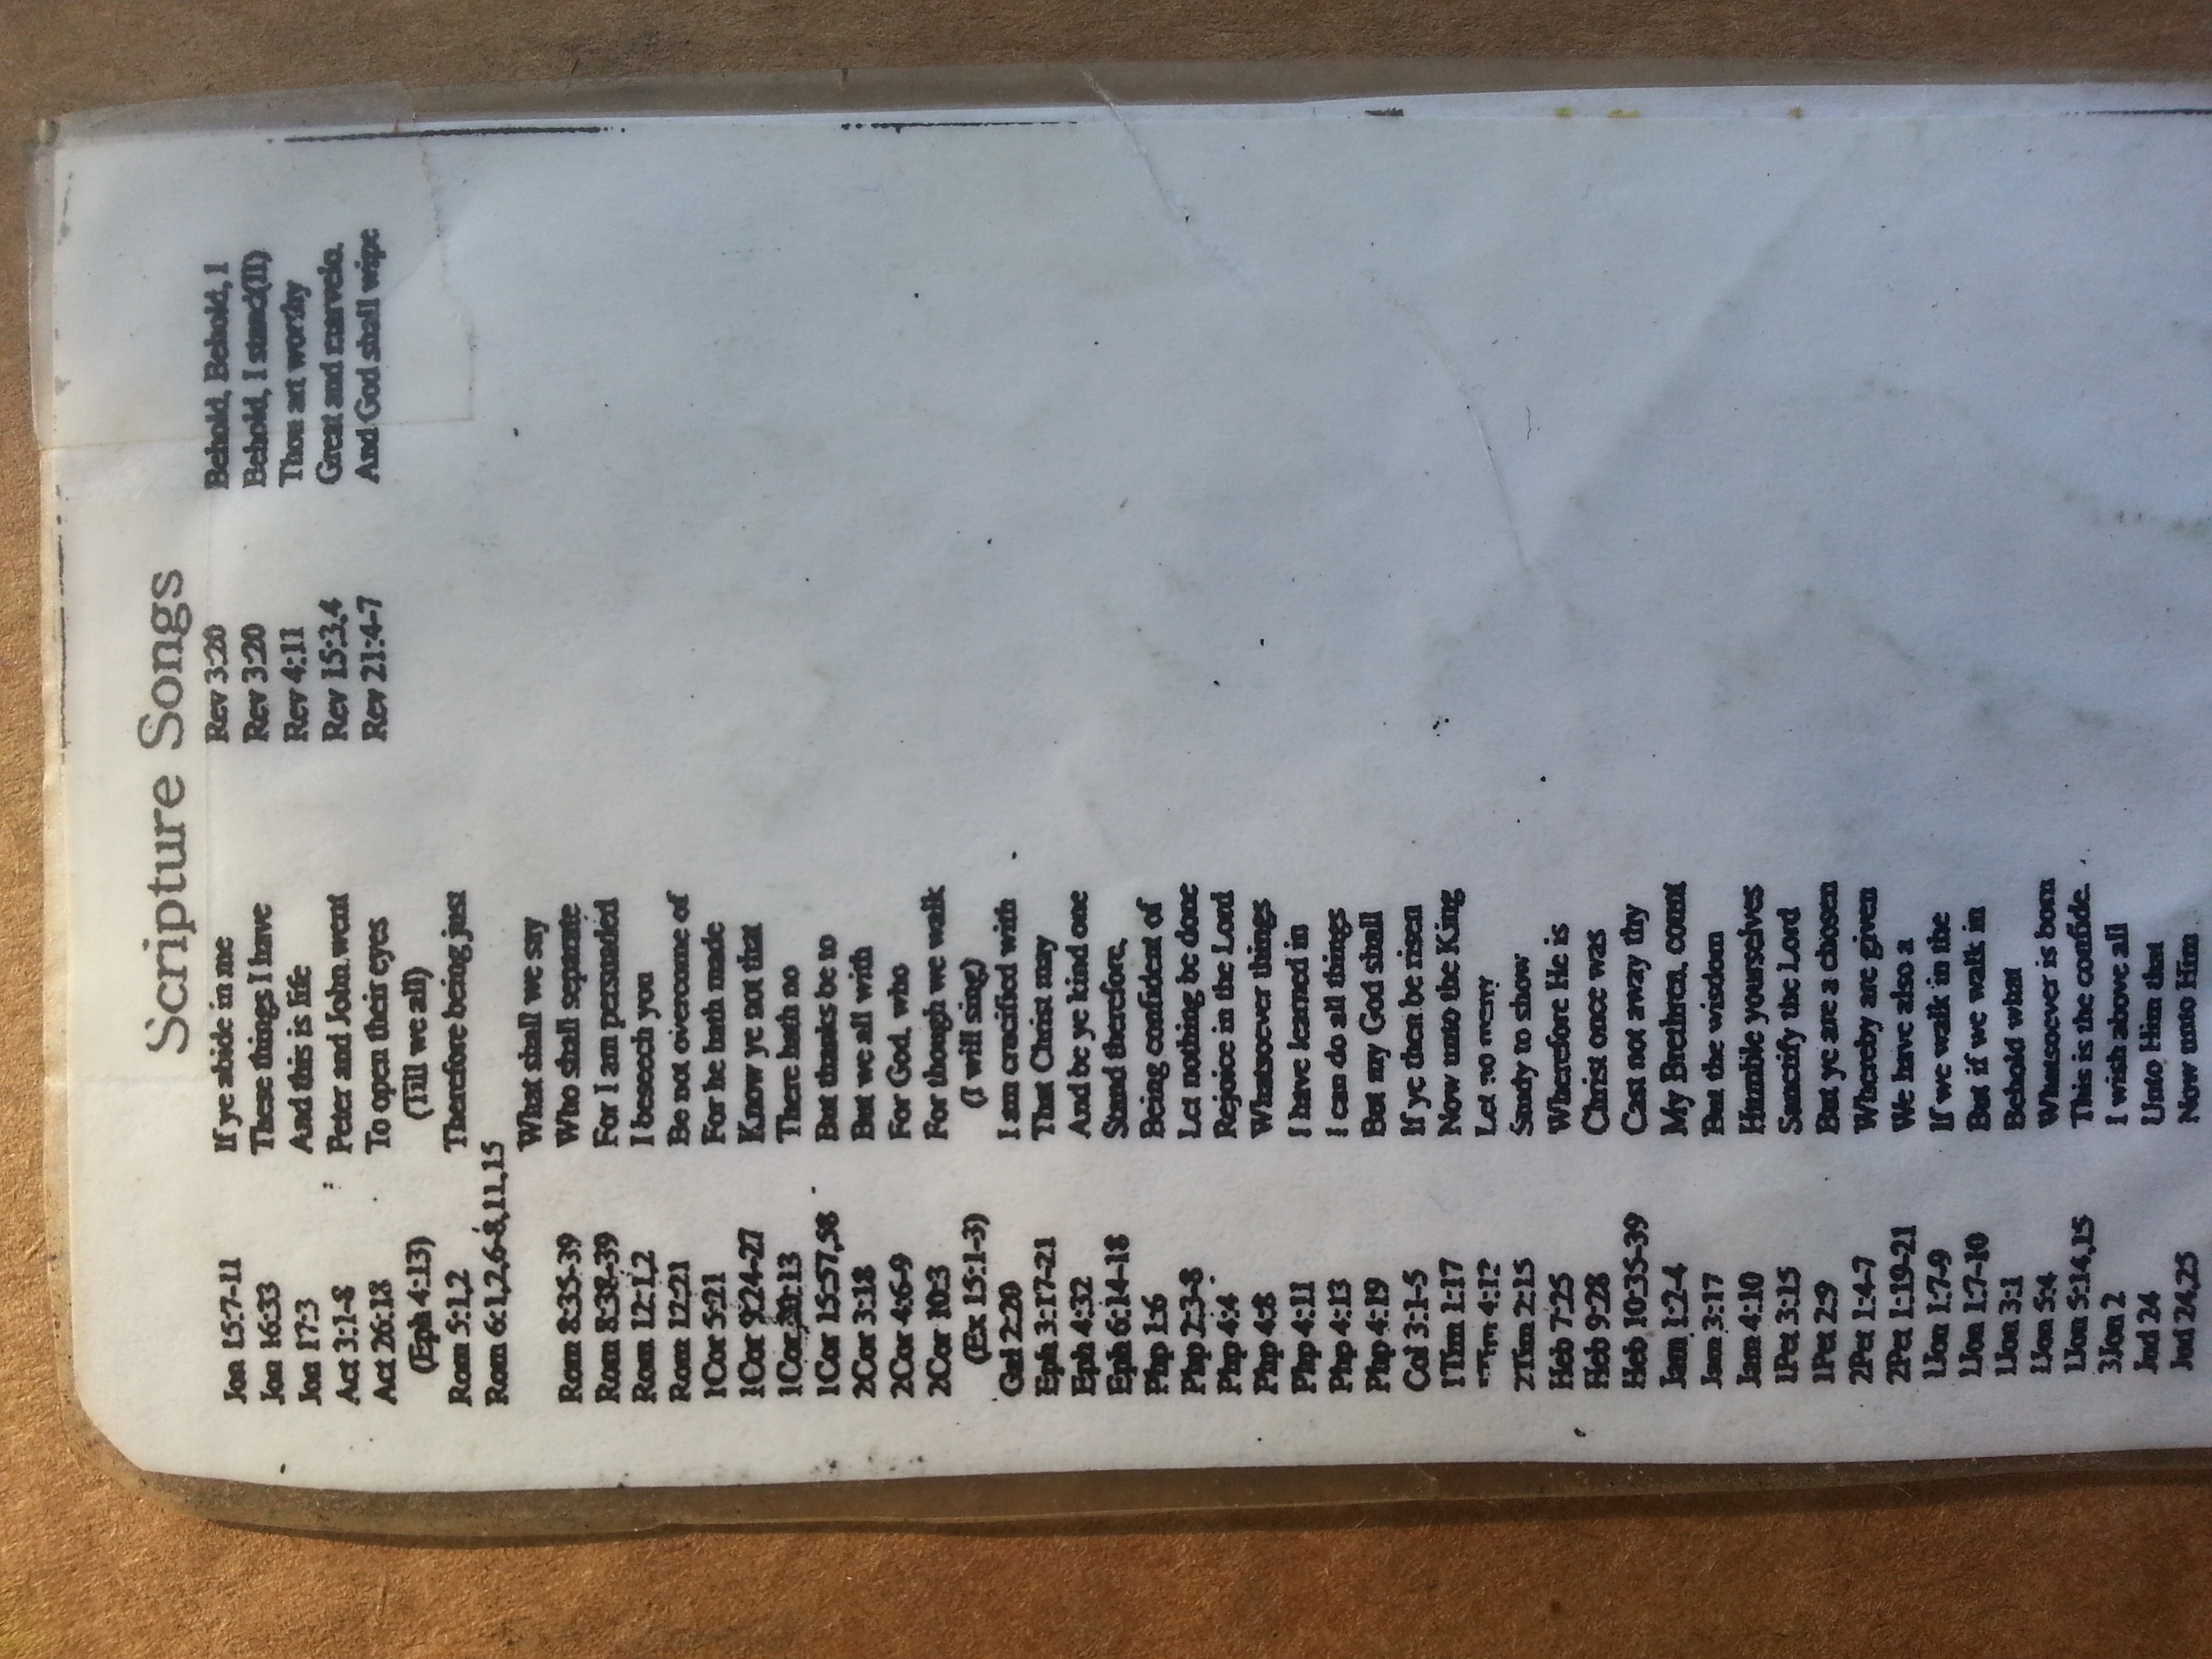 Scripture Songs
Jon 15:7-11 If ye abide in me
Jon 16:33 These things I have
Jon 17:3 And this is life
Act 3:1-8 Peter and John went
Act 26:18 To open their eyes
(Eph 4:13) (Till we all)
Rom 5:1,2 Therefore being just
Rom 6:1,2,6-8,11,15
What shall we say
Rom 8:35-39 Who shall separate
Rom 8:38-39 For I am persuaded
Rom 12:1,2 I beseech you
Rom 12:21 Be not overcome of
1Cor 5:21 For he hath made
1Cor 9:24-27 Know ye not that
1Cor :13 There hath no
1Cor 15:57,58 But thanks be to
2Cor 3:18 But we all with
2Cor 4:6-9 For God, who
2Cor 10:3 For though we walk
(Ex 15:1-3) (I will sing)
Gal 2:20 I am crucified with
Eph 3:17-21 That Christ may
Eph 4:32 And be ye kind one
Eph 6:14-18 Stand therefore,
Php 1:6 Being confident of
Php 2:3-8 Let nothing be done
Php 4:4 Rejoice in the Lord
Php 4:8 Whatsoever things
Php 4:11 I have learned in
Php 4:13 I can do all things
Php 4:19 But my God shall
Col 3:1-5 If ye then be risen
1Tim 1:17 Now unto the King
4:12 Let no
2Tim 2:15 Study to show
Heb 7:25 Wherefore He is
Heb 9:28 Christ once was
Heb 10:35-39 Cast not away thy
Jam 1:2-4 My Brethren, count
Jam 3:17 But the wisdom
Jam 4:10 Humble yourselves
1Pet 3:15 Sanctify the Lord
1Pet 2:9 But ye are a chosen
2Pet 1:4-7 Whereby are given
2Pet 1:19-21 We have also a
1Jon 1:7-9 If we walk in the
1Jon 1:7-10 But if we walk in
1Jon 3:1 Behold what
1Jon 5:4 Whatsoever is born
1Jon 5:14,15 This is the confide.
3Jon 2 I wish above all
Jud 24 Unto Him that
Jud 24,25 Now unto Him
Rev 3:20 Behold, Behold, I
Rev 3:20 Behold, I stand(II)
Rev 4:11 Thou art worthy
Rev 15:3,4 Great and marvelo.
Rev 21:4-7 And God shall wipe